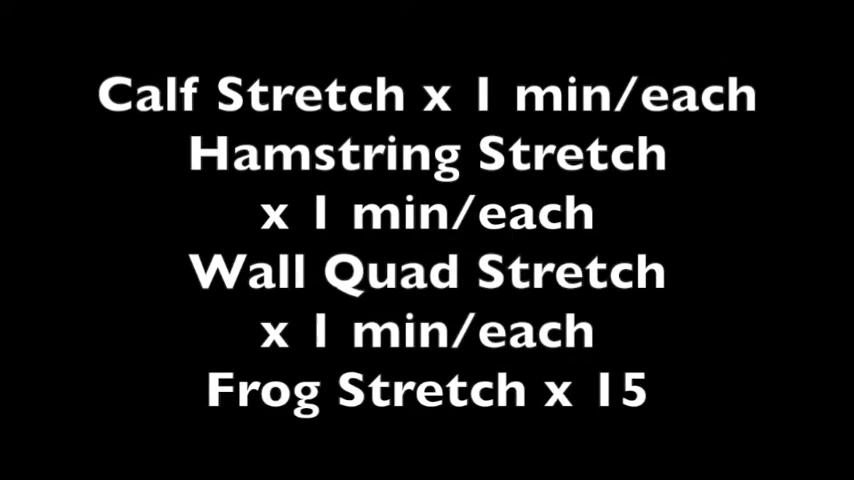 Calf Stretch x 1 min/each
Hamstring Stretch
x 1 min/each
Wall Quad Stretch
x 1 min/each
Frog Stretch x 15